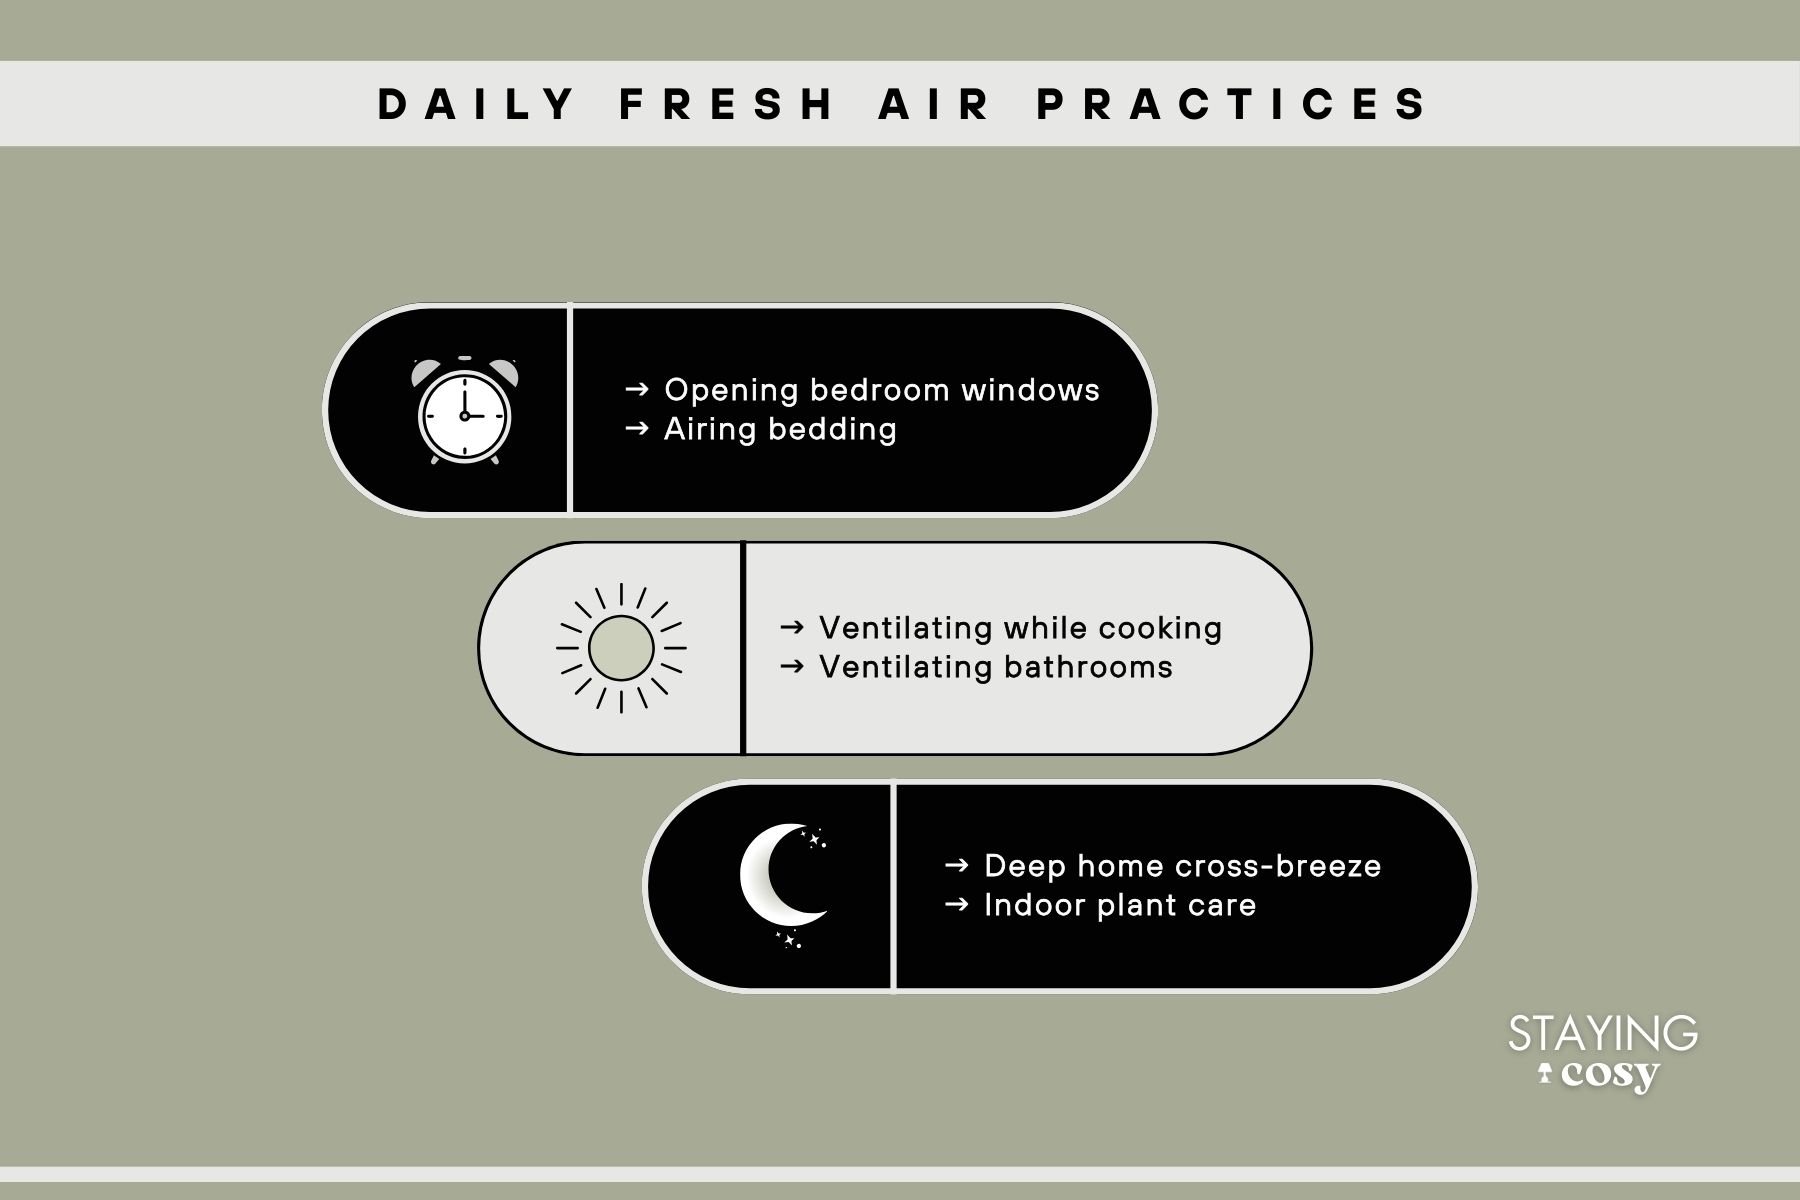 DAILY FRESH AIR PRACTICES
→ Opening bedroom windows
→ Airing bedding
→ Ventilating while cooking
→ Ventilating bathrooms
→ Deep home cross-breeze
→ Indoor plant care
STAYING
cosy